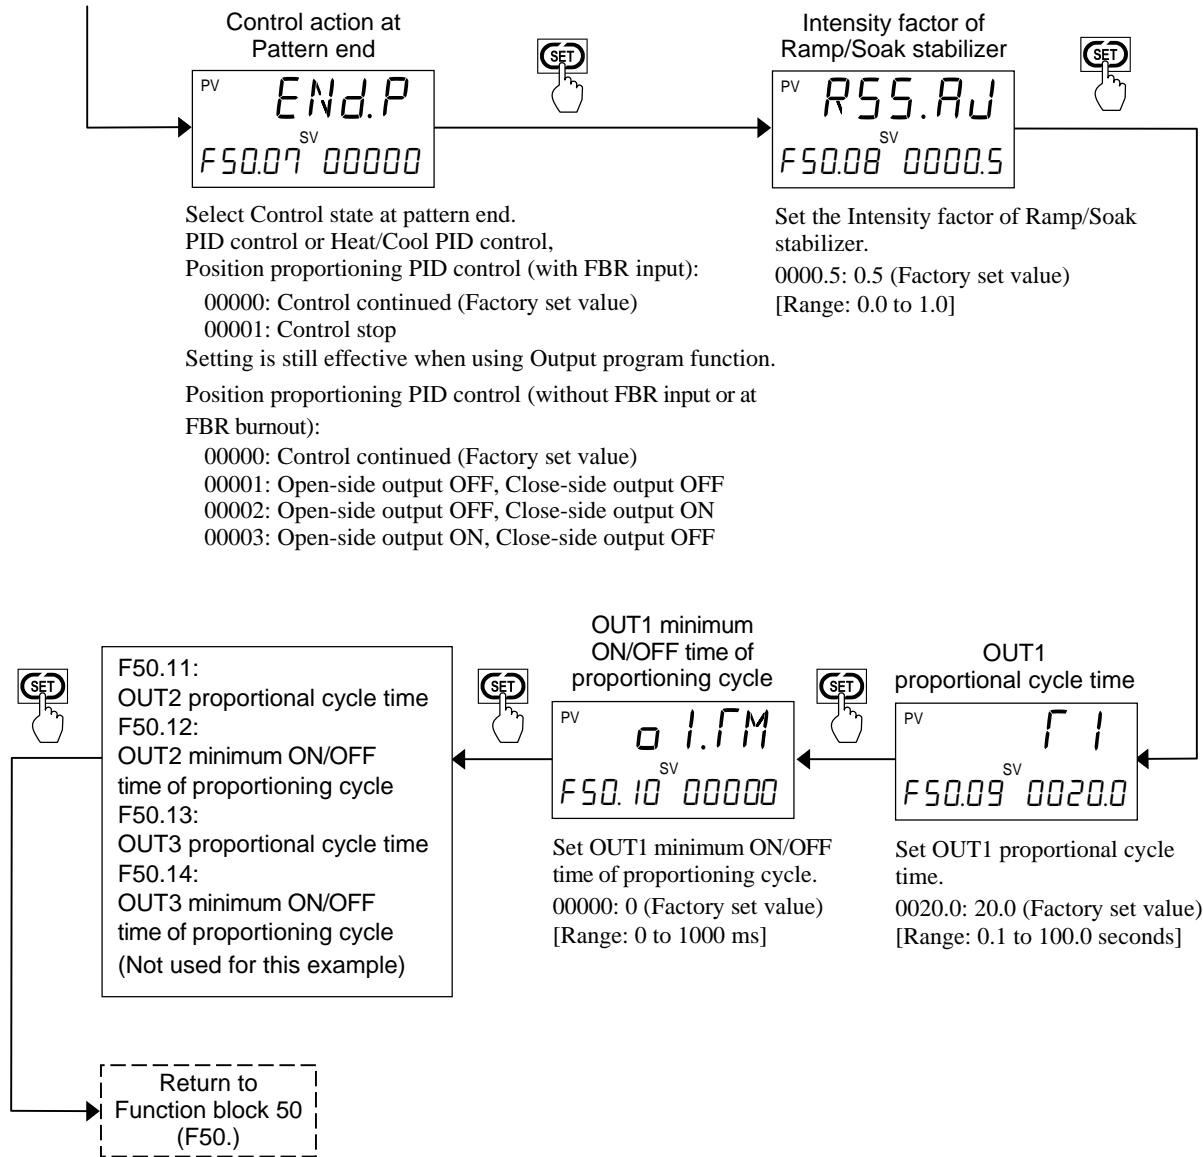 Control action at
Pattern end
SET
PV
ENd.P
SV
F50.07 00000
Select Control state at pattern end.
PID control or Heat/Cool PID control,
Position proportioning PID control (with FBR input):
00000: Control continued (Factory set value)
00001: Control stop
Setting is still effective when using Output program function.
Position proportioning PID control (without FBR input or at
FBR burnout):
00000: Control continued (Factory set value)
00001: Open-side output OFF, Close-side output OFF
00002: Open-side output OFF, Close-side output ON
00003: Open-side output ON, Close-side output OFF
Intensity factor of
Ramp/Soak stabilizer
SET
PV
RSS.AJ
SV
F50.08 0000.5
Set the Intensity factor of Ramp/Soak
stabilizer.
0000.5: 0.5 (Factory set value)
[Range: 0.0 to 1.0]
OUT1
proportional cycle time
PV
T1
SV
F50.09 0020.0
Set OUT1 proportional cycle
time.
0020.0: 20.0 (Factory set value)
[Range: 0.1 to 100.0 seconds]
SET
OUT1 minimum
ON/OFF time of
proportioning cycle
PV
o1.TM
SV
F50.10 00000
Set OUT1 minimum ON/OFF
time of proportioning cycle.
00000: 0 (Factory set value)
[Range: 0 to 1000 ms]
SET
F50.11:
OUT2 proportional cycle time
F50.12:
OUT2 minimum ON/OFF
time of proportioning cycle
F50.13:
OUT3 proportional cycle time
F50.14:
OUT3 minimum ON/OFF
time of proportioning cycle
(Not used for this example)
SET
Return to
Function block 50
(F50.)